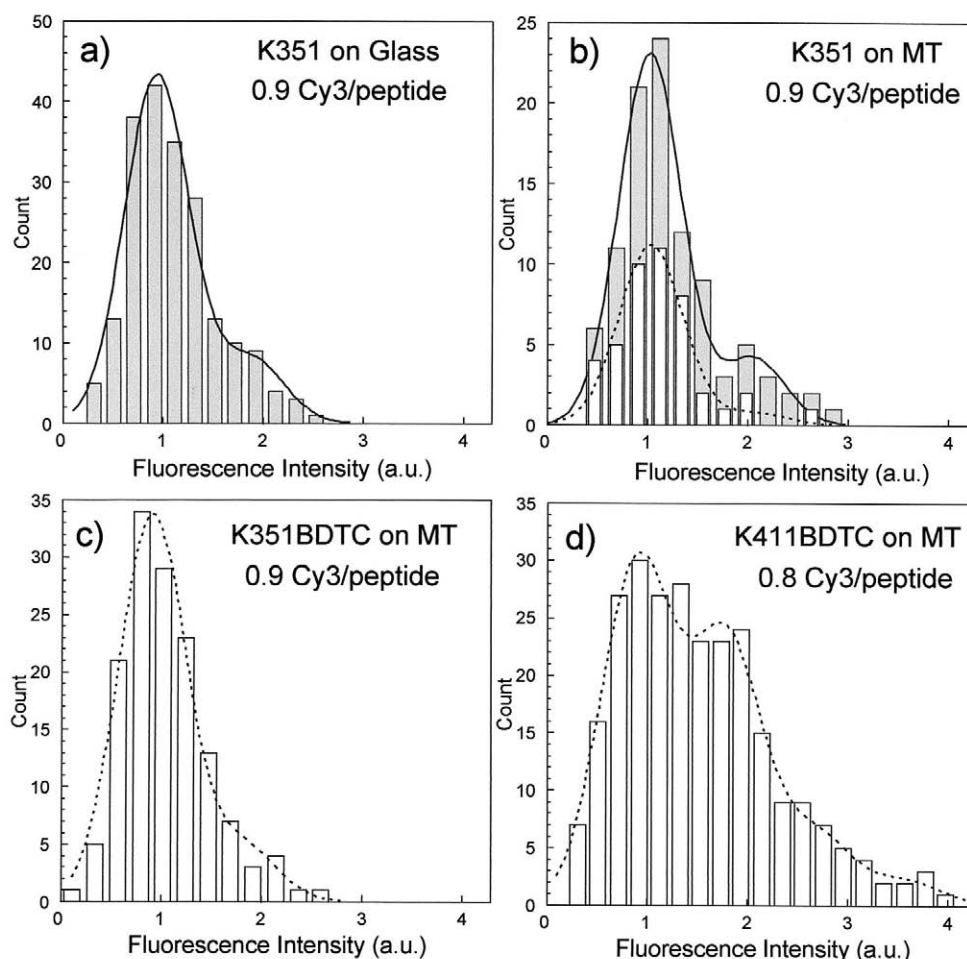 a) K351 on Glass
0.9 Cy3/peptide
50
40
30
20
10
0
Count
0 1 2 3 4
Fluorescence Intensity (a.u.)
b) K351 on MT
0.9 Cy3/peptide
25
20
15
10
5
0
Count
0 1 2 3 4
Fluorescence Intensity (a.u.)
c) K351BDTC on MT
0.9 Cy3/peptide
35
30
25
20
15
10
5
0
Count
0 1 2 3 4
Fluorescence Intensity (a.u.)
d) K411BDTC on MT
0.8 Cy3/peptide
35
30
25
20
15
10
5
0
Count
0 1 2 3 4
Fluorescence Intensity (a.u.)